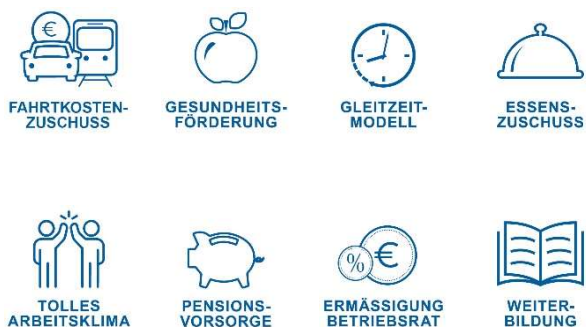 €
FAHRTKOSTEN-
ZUSCHUSS
GESUNDHEITS-
FÖRDERUNG
GLEITZEIT-
MODELL
ESSENS-
ZUSCHUSS
TOLLES
ARBEITSKLIMA
PENSIONS-
VORSORGE
% €
ERMÄSSIGUNG
BETRIEBSRAT
WEITER-
BILDUNG